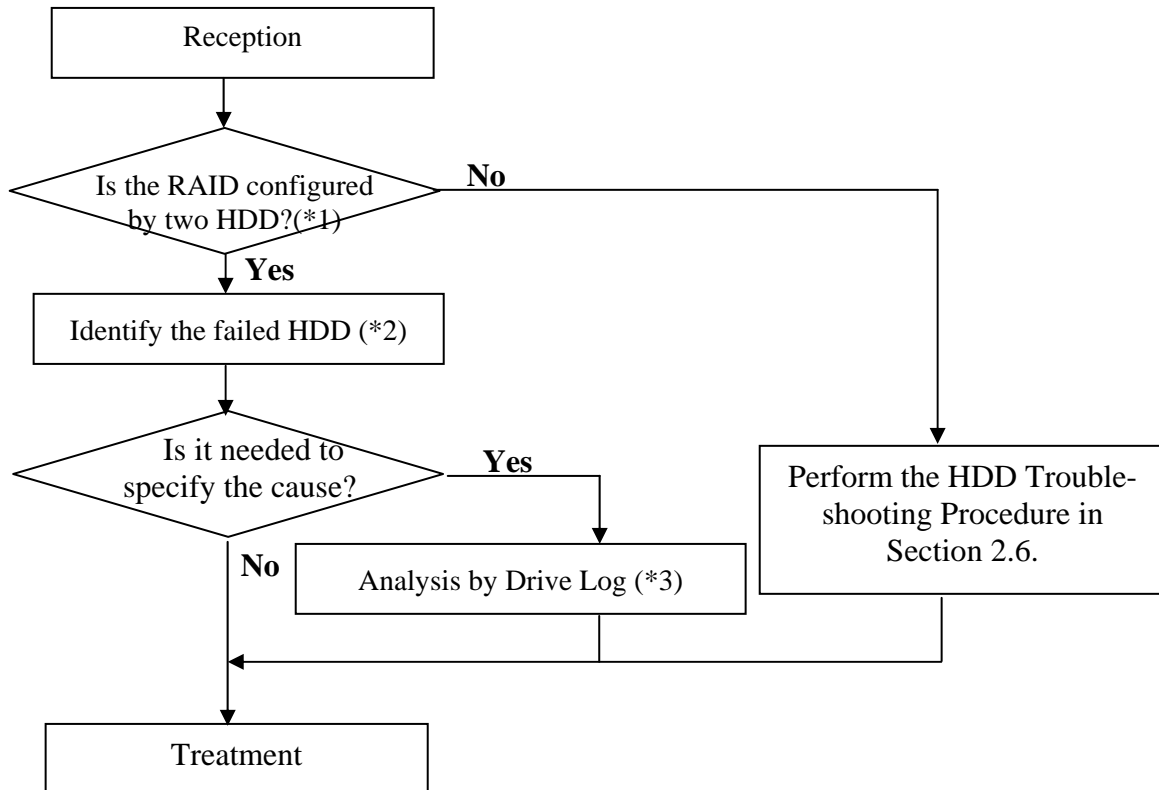 Reception
Is the RAID configured
by two HDD?(*1)
No
Yes
Identify the failed HDD (*2)
Is it needed to
specify the cause?
Yes
No
Analysis by Drive Log (*3)
Perform the HDD Trouble-
shooting Procedure in
Section 2.6.
Treatment